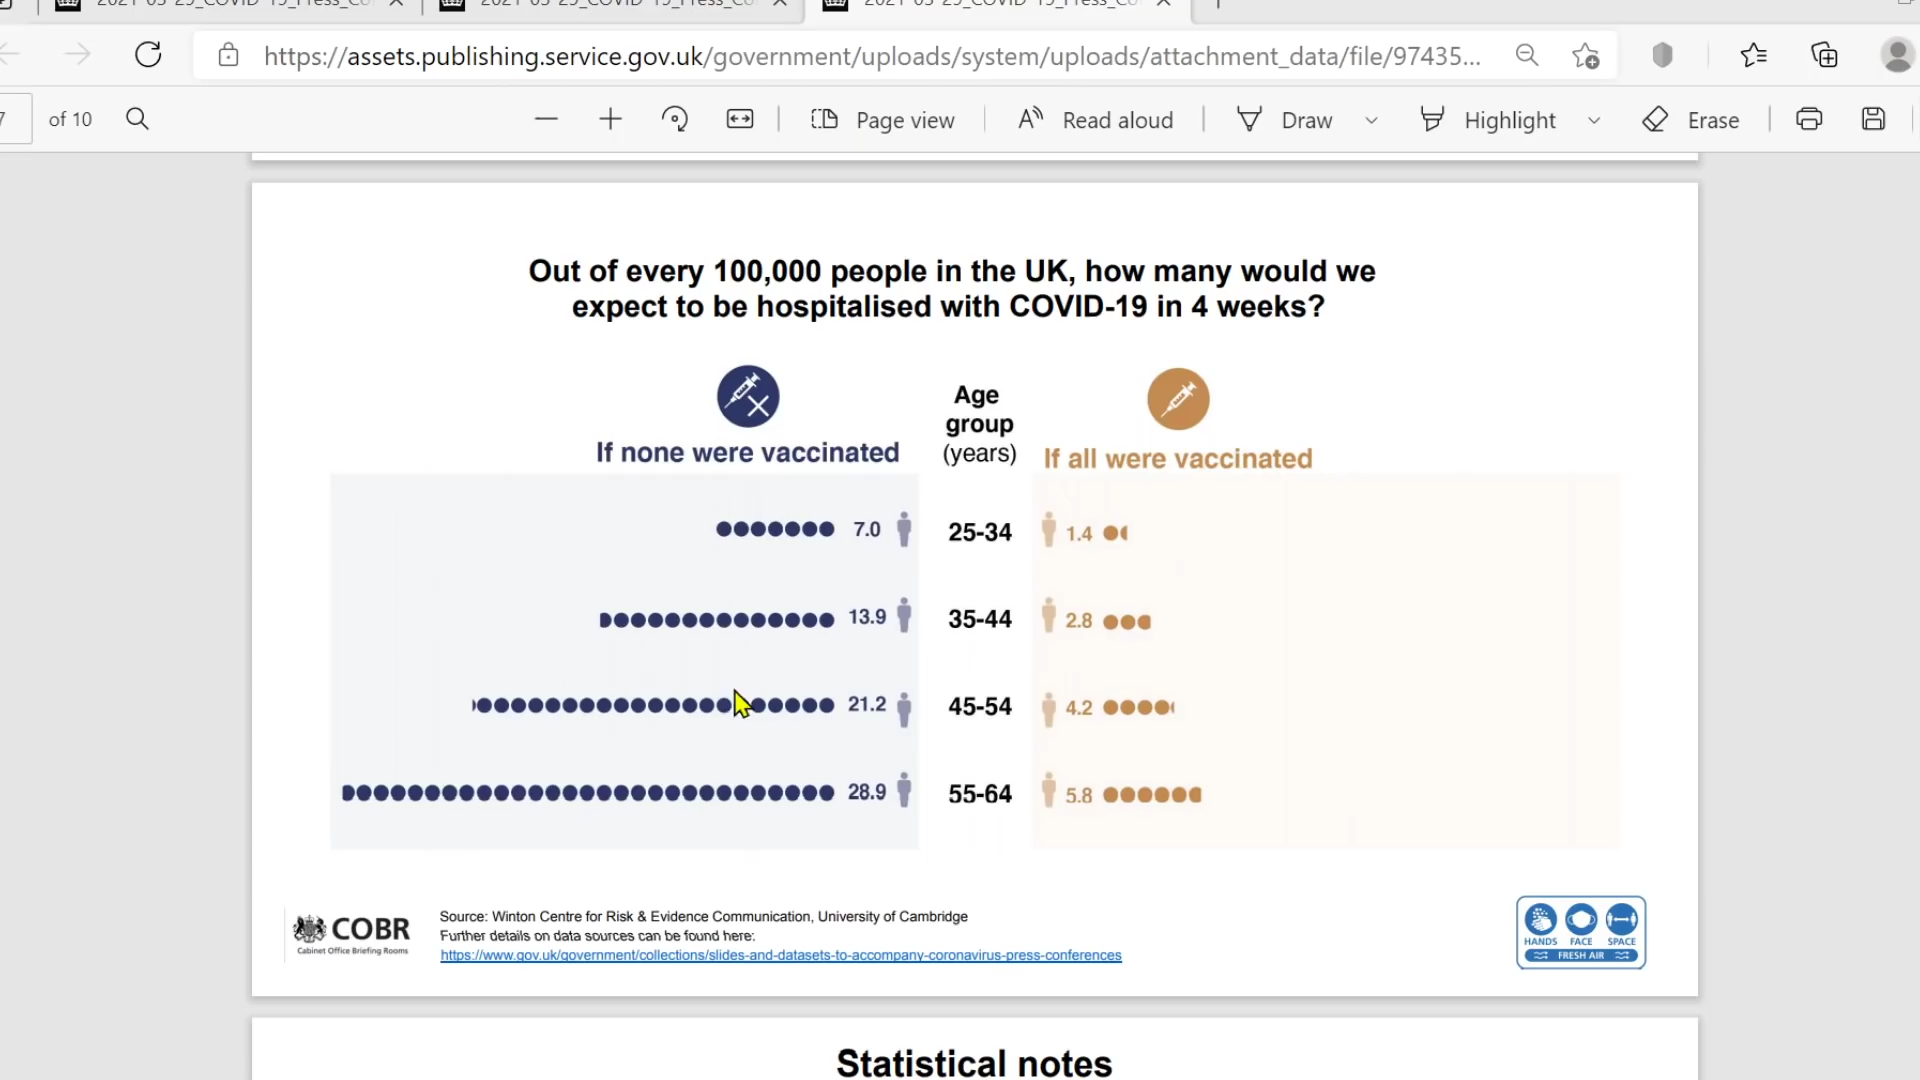 https://assets.publishing.service.gov.uk/government/uploads/system/uploads/attachment_data/file/97435...
7 of 10
Page view
Read aloud
Draw
Highlight
Erase
Out of every 100,000 people in the UK, how many would we
expect to be hospitalised with COVID-19 in 4 weeks?
If none were vaccinated
Age
group
(years)
If all were vaccinated
7.0 25-34 1.4
13.9 35-44 2.8
21.2 45-54 4.2
28.9 55-64 5.8
COBR
Cabinet Office Briefing Rooms
Source: Winton Centre for Risk & Evidence Communication, University of Cambridge
Further details on data sources can be found here:
https://www.gov.uk/government/collections/slides-and-datasets-to-accompany-coronavirus-press-conferences
HANDS FACE SPACE
FRESH AIR
Statistical notes